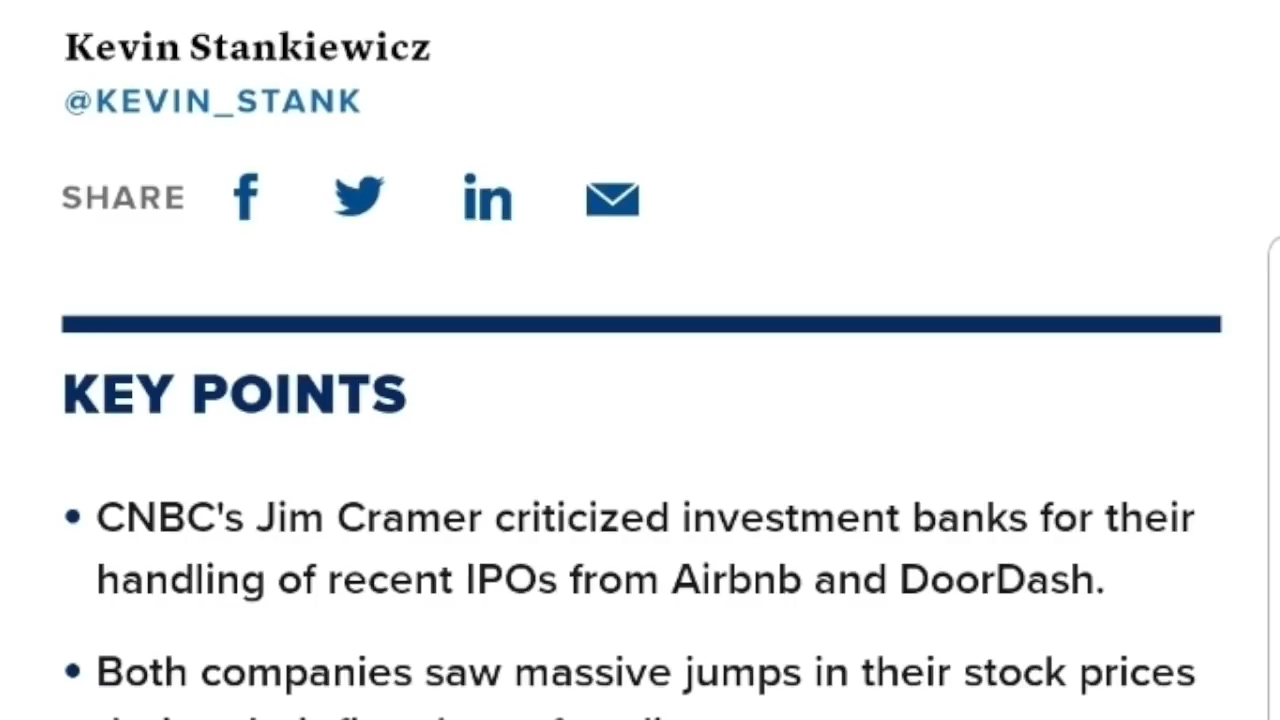 Kevin Stankiewicz
@KEVIN_STANK
SHARE
KEY POINTS
• CNBC's Jim Cramer criticized investment banks for their
handling of recent IPOs from Airbnb and DoorDash.
• Both companies saw massive jumps in their stock prices